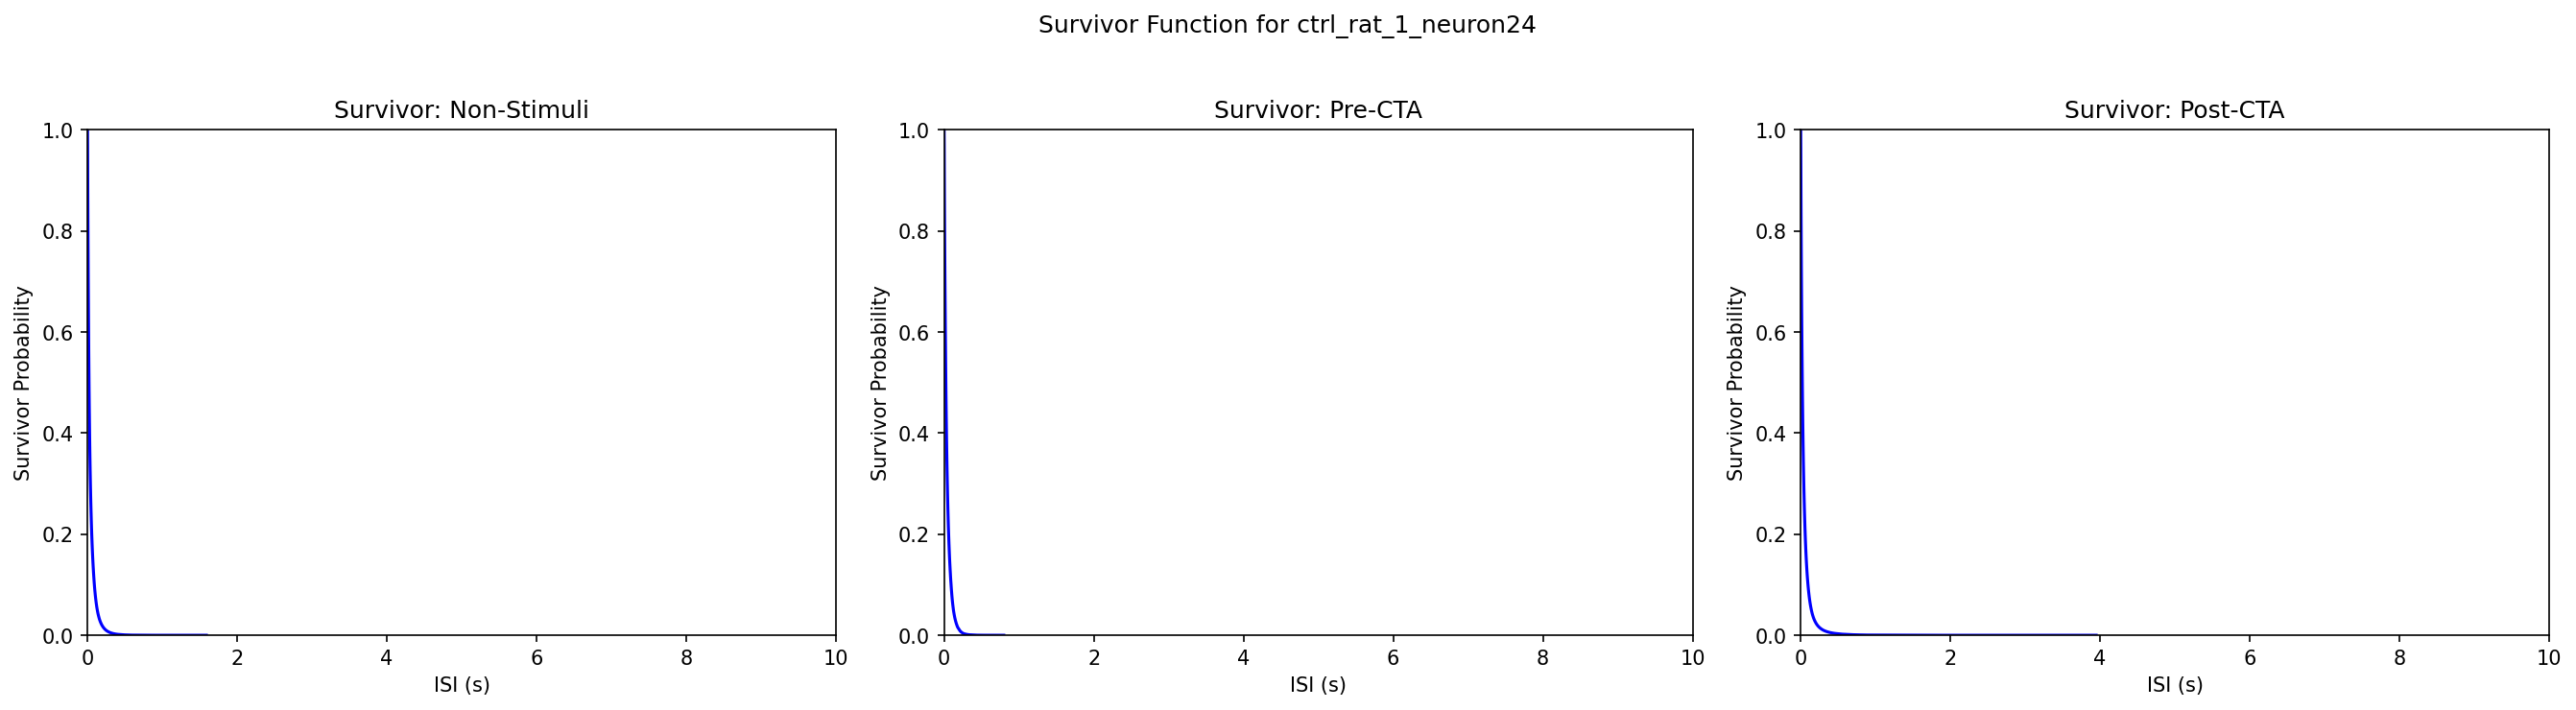 Survivor Function for ctrl_rat_1_neuron24
Survivor: Non-Stimuli
1.0
0.8
0.6
0.4
0.2
0.0
Survivor Probability
0 2 4 6 8 10
ISI (s)
Survivor: Pre-CTA
1.0
0.8
0.6
0.4
0.2
0.0
Survivor Probability
0 2 4 6 8 10
ISI (s)
Survivor: Post-CTA
1.0
0.8
0.6
0.4
0.2
0.0
Survivor Probability
0 2 4 6 8 10
ISI (s)